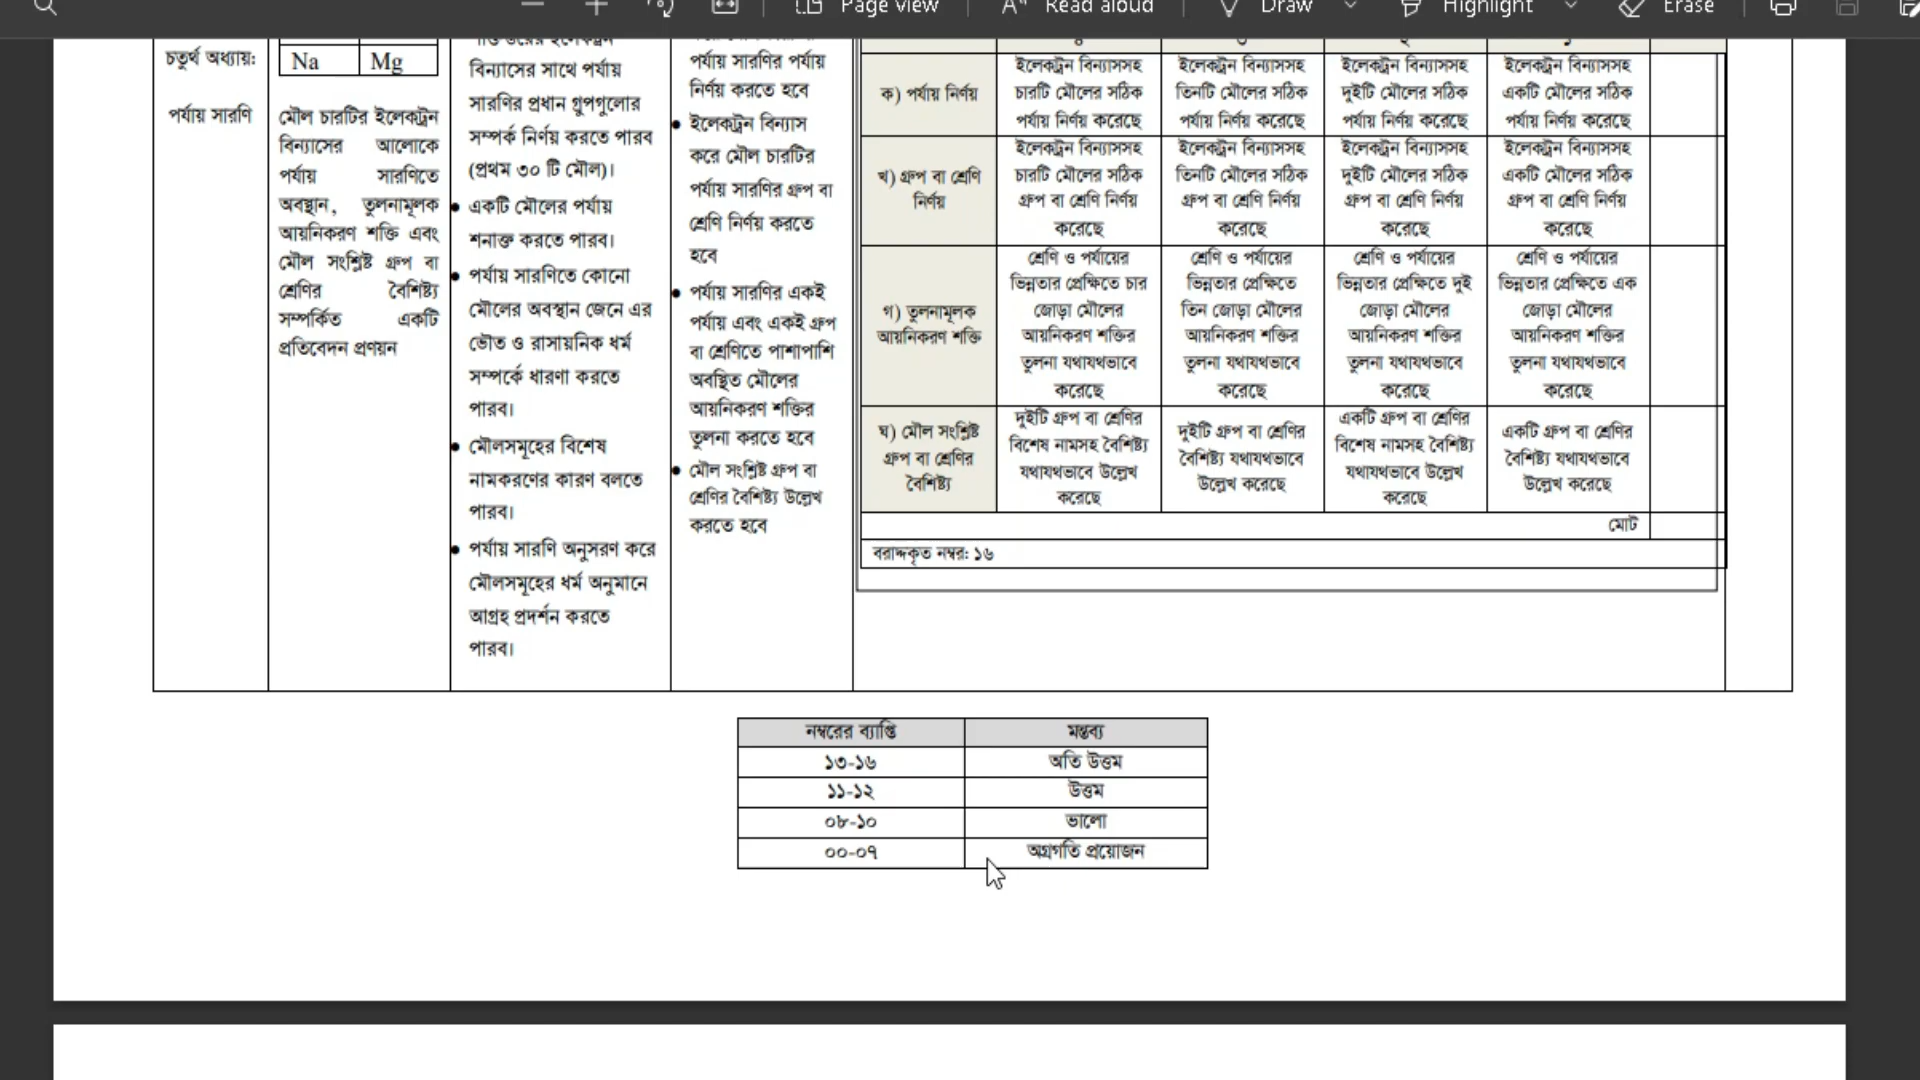 Page view
Read aloud
Draw
Highlight
Erase
চতুর্থ অধ্যায়:
পর্যায় সারণি
Na Mg
মৌল চারটির ইলেকট্রন
বিন্যাসের আলোকে
পর্যায় সারণিতে
অবস্থান, তুলনামূলক
আয়নিকরণ শক্তি এবং
মৌল সংশ্লিষ্ট গ্রুপ বা
শ্রেণির বৈশিষ্ট্য
সম্পর্কিত একটি
প্রতিবেদন প্রণয়ন
বিন্যাসের সাথে পর্যায়
সারণির প্রধান গ্রুপগুলোর
সম্পর্ক নির্ণয় করতে পারব
(প্রথম ৩০ টি মৌল)।
● একটি মৌলের পর্যায়
শনাক্ত করতে পারব।
● পর্যায় সারণিতে কোনো
মৌলের অবস্থান জেনে এর
ভৌত ও রাসায়নিক ধর্ম
সম্পর্কে ধারণা করতে
পারব।
● মৌলসমূহের বিশেষ
নামকরণের কারণ বলতে
পারব।
● পর্যায় সারণি অনুসরণ করে
মৌলসমূহের ধর্ম অনুমানে
আগ্রহ প্রদর্শন করতে
পারব।
পর্যায় সারণির পর্যায়
নির্ণয় করতে হবে
● ইলেকট্রন বিন্যাস
করে মৌল চারটির
পর্যায় সারণির গ্রুপ বা
শ্রেণি নির্ণয় করতে
হবে
● পর্যায় সারণির একই
পর্যায় এবং একই গ্রুপ
বা শ্রেণিতে পাশাপাশি
অবস্থিত মৌলের
আয়নিকরণ শক্তির
তুলনা করতে হবে
● মৌল সংশ্লিষ্ট গ্রুপ বা
শ্রেণির বৈশিষ্ট্য উল্লেখ
করতে হবে
ক) পর্যায় নির্ণয়
ইলেকট্রন বিন্যাসসহ
চারটি মৌলের সঠিক
পর্যায় নির্ণয় করেছে
ইলেকট্রন বিন্যাসসহ
তিনটি মৌলের সঠিক
পর্যায় নির্ণয় করেছে
ইলেকট্রন বিন্যাসসহ
দুইটি মৌলের সঠিক
পর্যায় নির্ণয় করেছে
ইলেকট্রন বিন্যাসসহ
একটি মৌলের সঠিক
পর্যায় নির্ণয় করেছে
খ) গ্রুপ বা শ্রেণি
নির্ণয়
ইলেকট্রন বিন্যাসসহ
চারটি মৌলের সঠিক
গ্রুপ বা শ্রেণি নির্ণয়
করেছে
ইলেকট্রন বিন্যাসসহ
তিনটি মৌলের সঠিক
গ্রুপ বা শ্রেণি নির্ণয়
করেছে
ইলেকট্রন বিন্যাসসহ
দুইটি মৌলের সঠিক
গ্রুপ বা শ্রেণি নির্ণয়
করেছে
ইলেকট্রন বিন্যাসসহ
একটি মৌলের সঠিক
গ্রুপ বা শ্রেণি নির্ণয়
করেছে
গ) তুলনামূলক
আয়নিকরণ শক্তি
শ্রেণি ও পর্যায়ের
ভিন্নতার প্রেক্ষিতে চার
জোড়া মৌলের
আয়নিকরণ শক্তির
তুলনা যথাযথভাবে
করেছে
শ্রেণি ও পর্যায়ের
ভিন্নতার প্রেক্ষিতে
তিন জোড়া মৌলের
আয়নিকরণ শক্তির
তুলনা যথাযথভাবে
করেছে
শ্রেণি ও পর্যায়ের
ভিন্নতার প্রেক্ষিতে দুই
জোড়া মৌলের
আয়নিকরণ শক্তির
তুলনা যথাযথভাবে
করেছে
শ্রেণি ও পর্যায়ের
ভিন্নতার প্রেক্ষিতে এক
জোড়া মৌলের
আয়নিকরণ শক্তির
তুলনা যথাযথভাবে
করেছে
ঘ) মৌল সংশ্লিষ্ট
গ্রুপ বা শ্রেণির
বৈশিষ্ট্য
দুইটি গ্রুপ বা শ্রেণির
বিশেষ নামসহ বৈশিষ্ট্য
যথাযথভাবে উল্লেখ
করেছে
দুইটি গ্রুপ বা শ্রেণির
বৈশিষ্ট্য যথাযথভাবে
উল্লেখ করেছে
একটি গ্রুপ বা শ্রেণির
বিশেষ নামসহ বৈশিষ্ট্য
যথাযথভাবে উল্লেখ
করেছে
একটি গ্রুপ বা শ্রেণির
বৈশিষ্ট্য যথাযথভাবে
উল্লেখ করেছে
মোট
বরাদ্দকৃত নম্বর: ১৬
নম্বরের ব্যাপ্তি মন্তব্য
১৩-১৬ অতি উত্তম
১১-১২ উত্তম
০৮-১০ ভালো
০০-০৭ অগ্রগতি প্রয়োজন